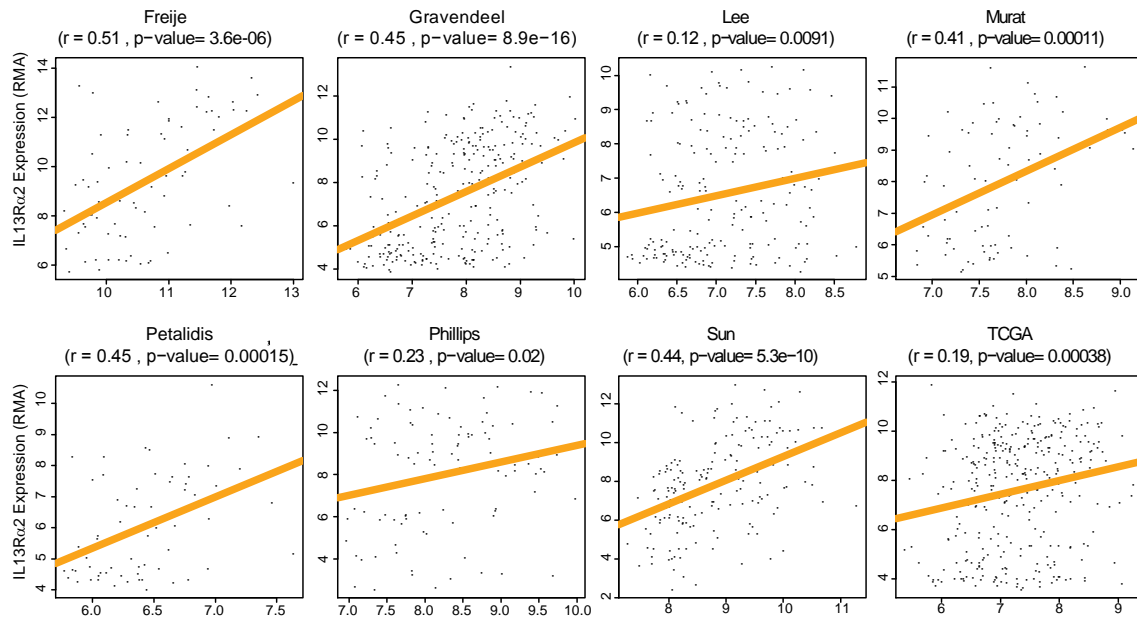 Freije
(r = 0.51 , p-value= 3.6e-06)
Gravendeel
(r = 0.45 , p-value= 8.9e-16)
Lee
(r = 0.12, p-value= 0.0091)
Murat
(r = 0.41, p-value= 0.00011)
IL13Rα2 Expression (RMA)
14
12
10
8
6
10 11 12 13
14
12
10
8
6
4
6 7 8 9 10
10
9
8
7
6
5
6.0 6.5 7.0 7.5 8.0 8.5
11
10
9
8
7
6
5
7.0 7.5 8.0 8.5 9.0
Petalidis
(r = 0.45, p-value= 0.00015)
Phillips
(r = 0.23 , p-value= 0.02)
Sun
(r = 0.44, p-value= 5.3e-10)
TCGA
(r = 0.19, p-value= 0.00038)
IL13Rα2 Expression (RMA)
10
9
8
7
6
5
4
6.0 6.5 7.0 7.5
12
10
8
6
4
7.0 7.5 8.0 8.5 9.0 9.5 10.0
12
10
8
6
4
2
8 9 10 11
12
10
8
6
4
6 7 8 9